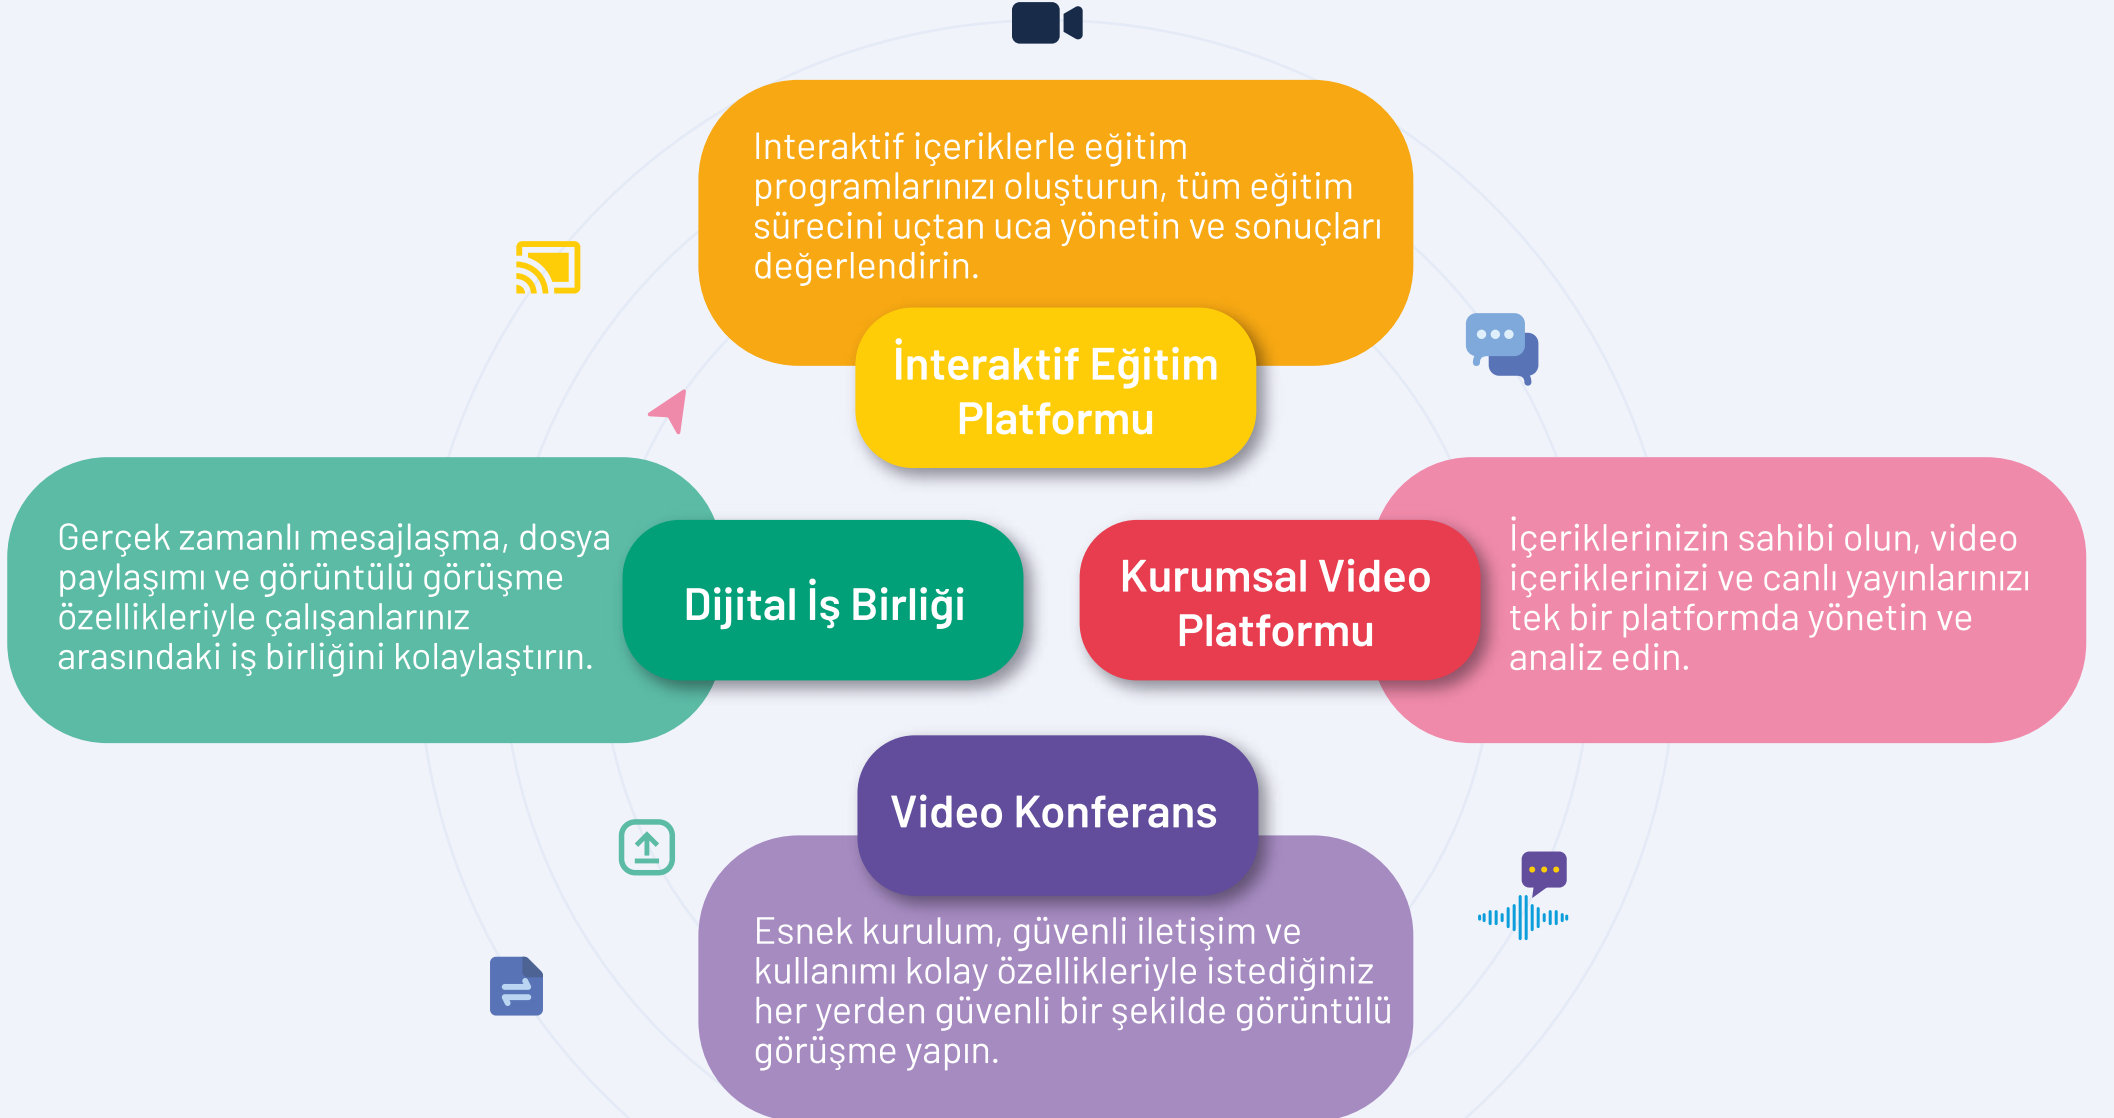 Interaktif içeriklerle eğitim
programlarınızı oluşturun, tüm eğitim
sürecini uçtan uca yönetin ve sonuçları
değerlendirin.
İnteraktif Eğitim
Platformu
Gerçek zamanlı mesajlaşma, dosya
paylaşımı ve görüntülü görüşme
özellikleriyle çalışanlarınız
arasındaki iş birliğini kolaylaştırın.
Dijital İş Birliği
Kurumsal Video
Platformu
İçeriklerinizin sahibi olun, video
içeriklerinizi ve canlı yayınlarınızı
tek bir platformda yönetin ve
analiz edin.
Video Konferans
Esnek kurulum, güvenli iletişim ve
kullanımı kolay özellikleriyle istediğiniz
her yerden güvenli bir şekilde görüntülü
görüşme yapın.